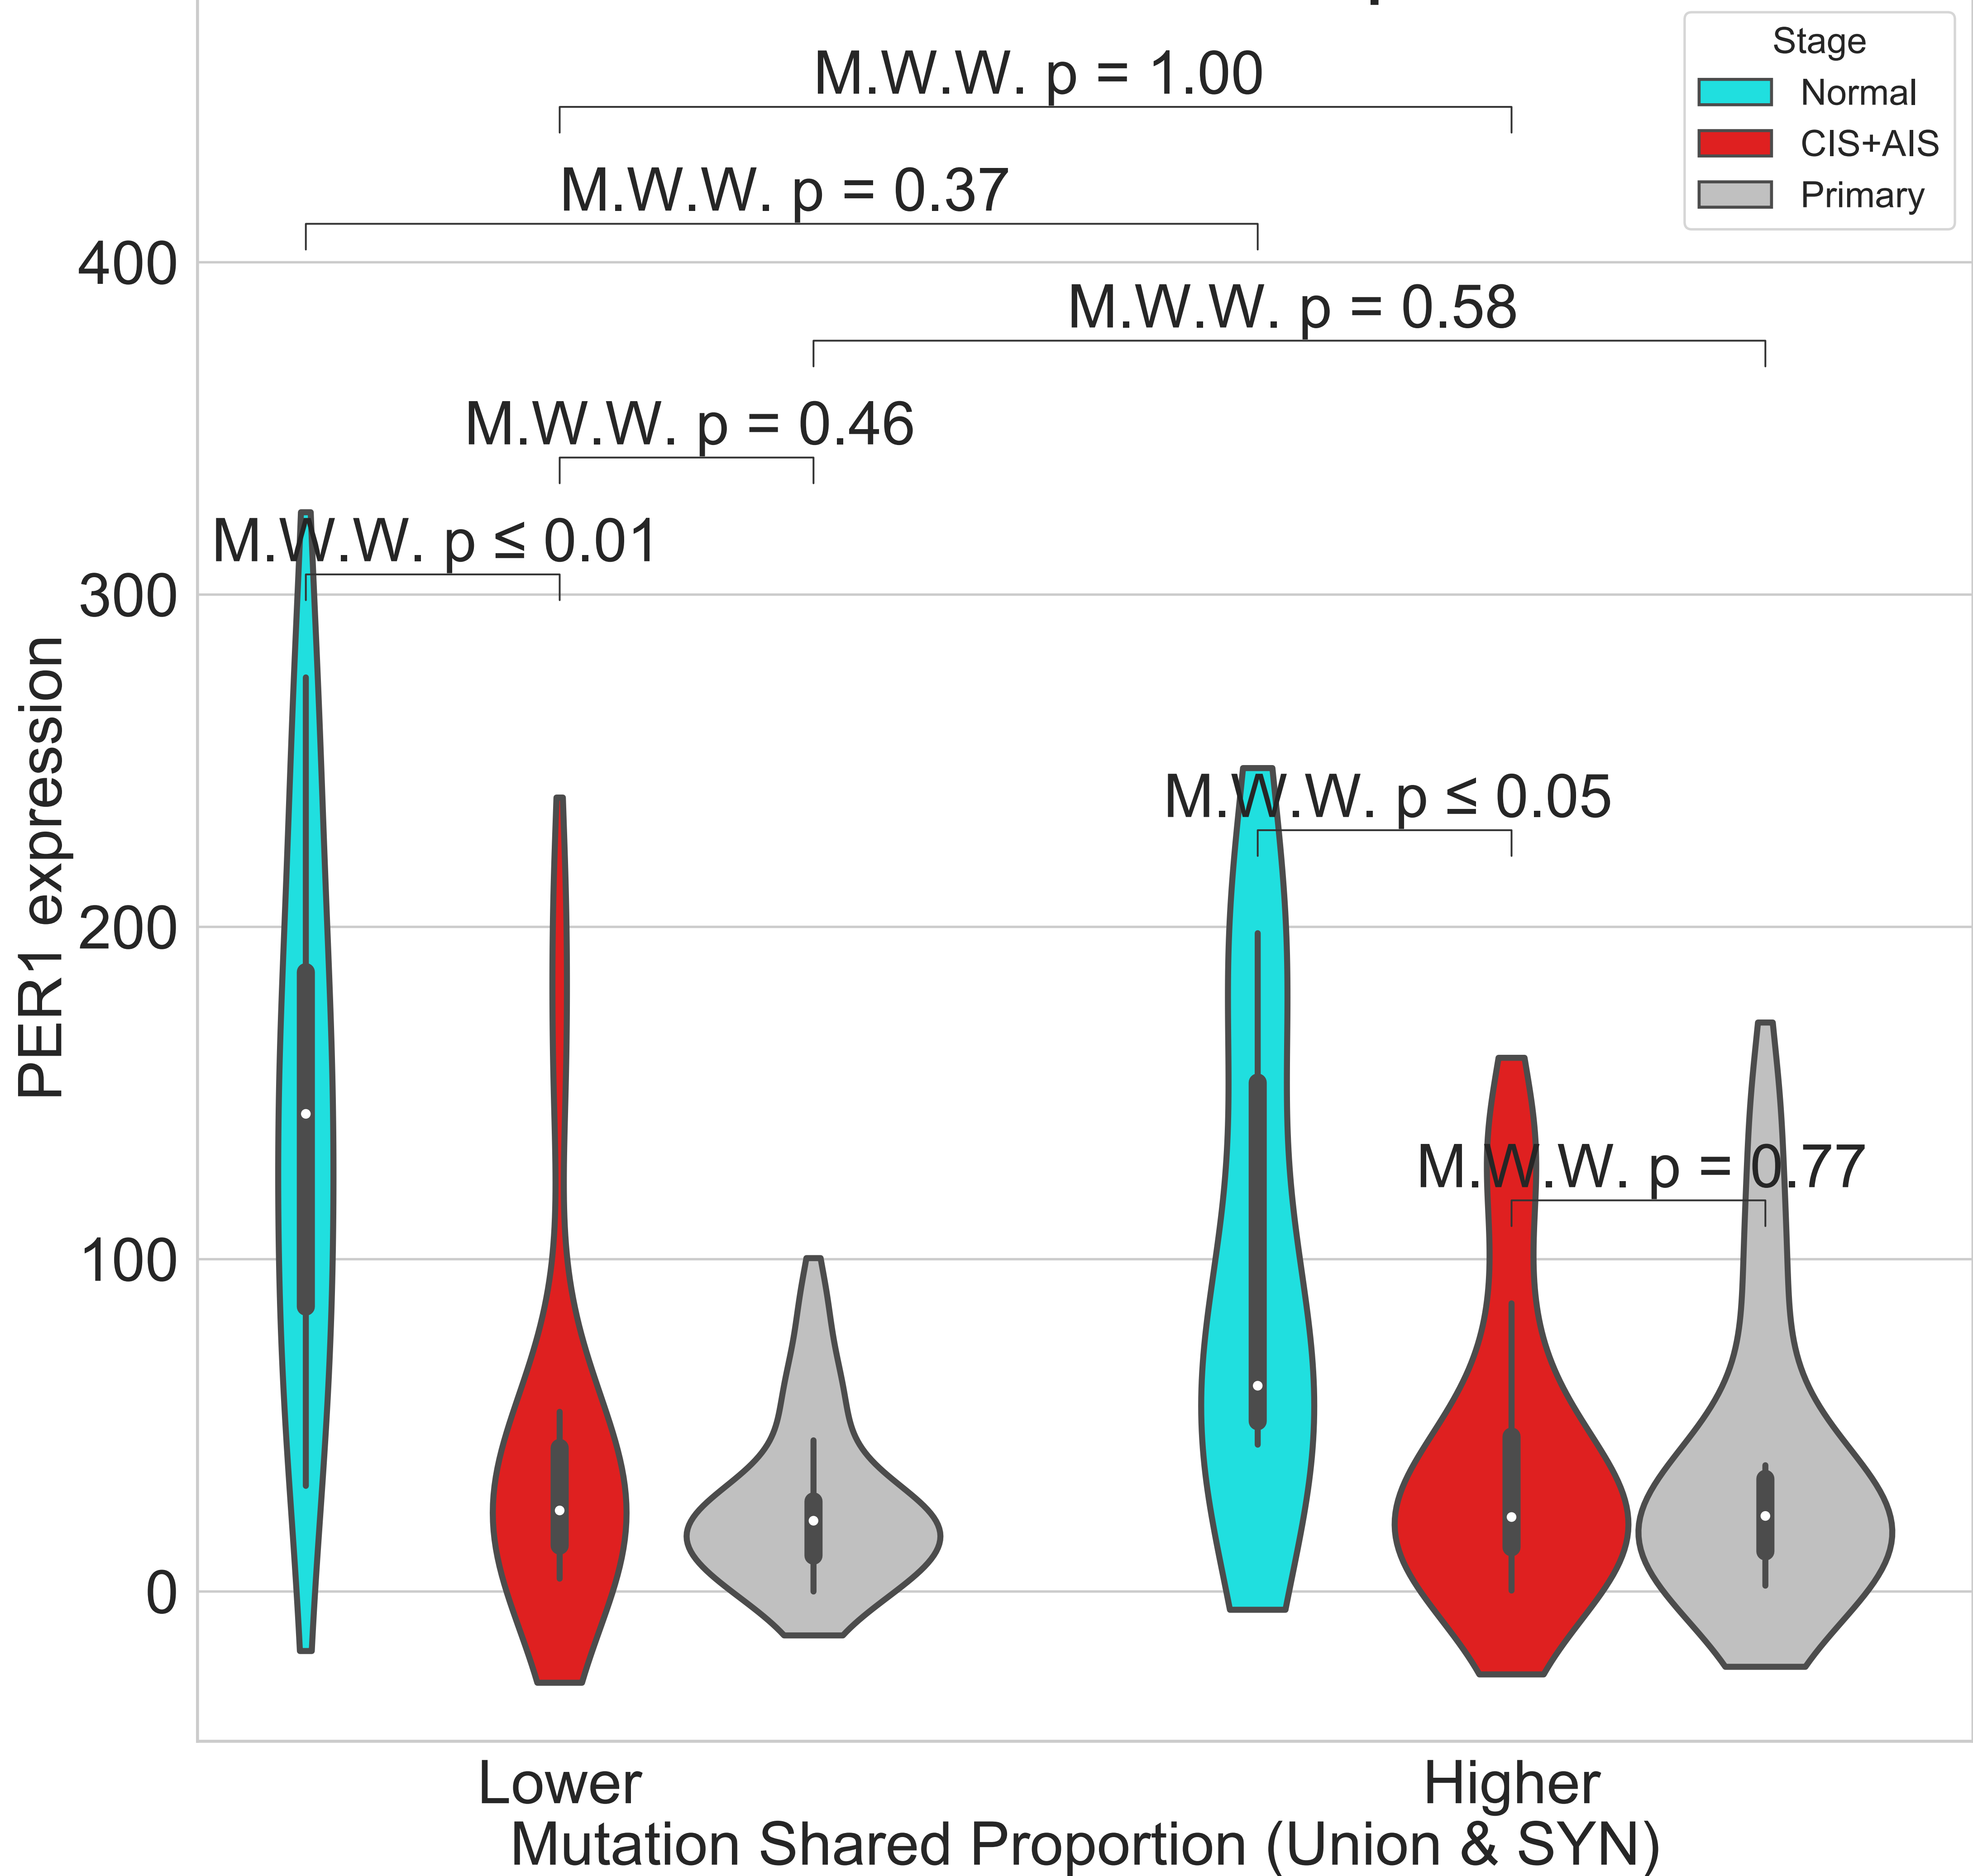 Stage
Normal
CIS+AIS
Primary
M.W.W. p = 1.00
M.W.W. p = 0.37
M.W.W. p = 0.58
M.W.W. p = 0.46
M.W.W. p ≤ 0.01
M.W.W. p ≤ 0.05
M.W.W. p = 0.77
400
300
200
100
0
PER1 expression
Lower
Higher
Mutation Shared Proportion (Union & SYN)